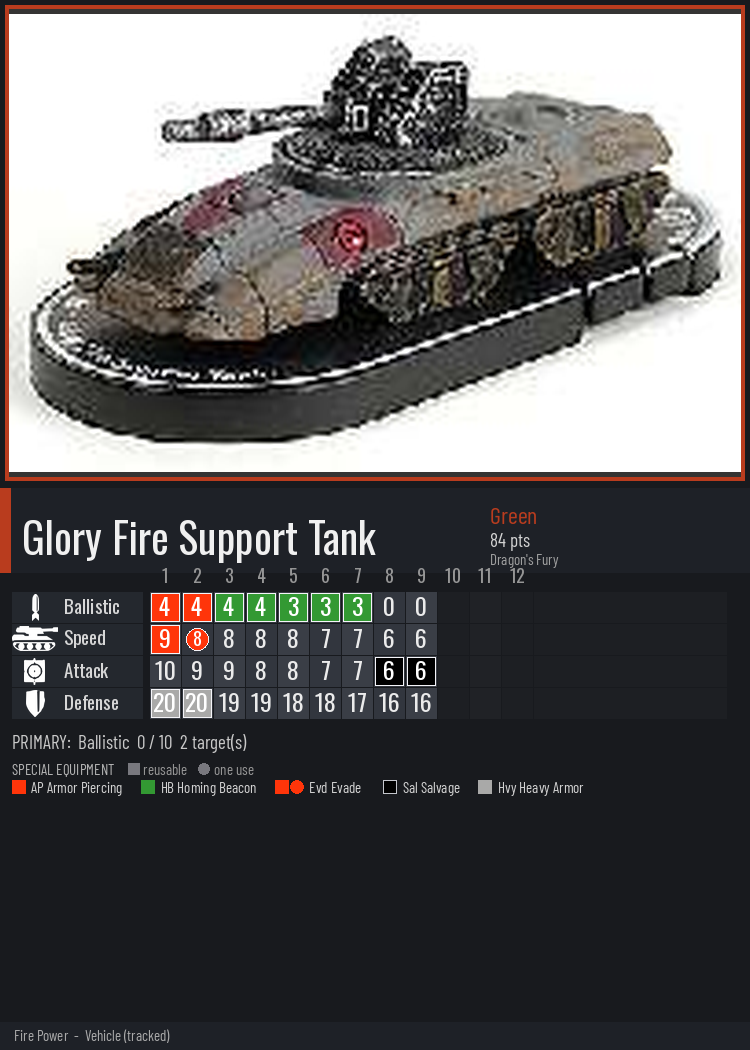 10
Glory Fire Support Tank
Green
84 pts
Dragon's Fury
1 2 3 4 5 6 7 8 9 10 11 12
Ballistic 4 4 4 4 3 3 3 0 0
Speed 9 8 8 8 8 7 7 6 6
Attack 10 9 9 8 8 7 7 6 6
Defense 20 20 19 19 18 18 17 16 16
PRIMARY: Ballistic 0 / 10 2 target(s)
SPECIAL EQUIPMENT reusable one use
AP Armor Piercing HB Homing Beacon Evd Evade Sal Salvage Hvy Heavy Armor
Fire Power - Vehicle (tracked)